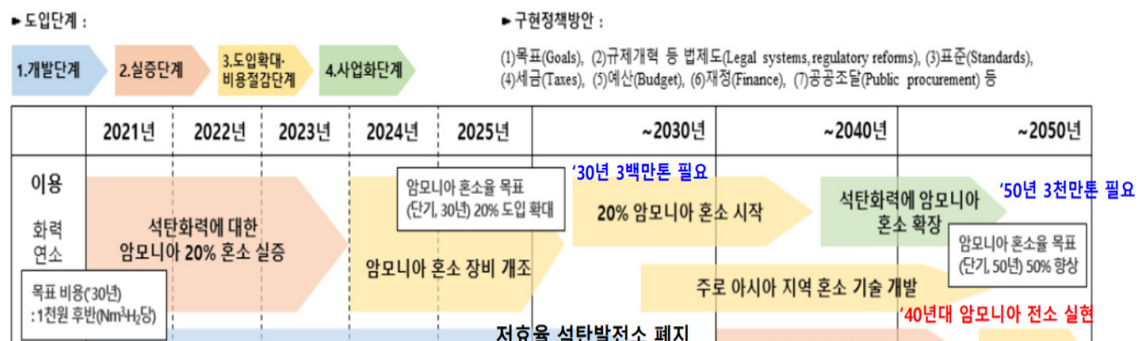 ▶ 도입단계 :
1.개발단계
2.실증단계
3.도입확대·
비용절감단계
4.사업화단계
▶ 구현정책방안 :
(1)목표(Goals), (2)규제개혁 등 법제도(Legal systems,regulatory reforms), (3)표준(Standards),
(4)세금(Taxes), (5)예산(Budget), (6)재정(Finance), (7)공공조달(Public procurement) 등
2021년 2022년 2023년 2024년 2025년 ~2030년 ~2040년 ~2050년
이용
화력
연소
석탄화력에 대한
암모니아 20% 혼소 실증
목표 비용('30년)
: 1천원 후반(Nm³H₂당)
암모니아 혼소율 목표
(단기, 30년) 20% 도입 확대
암모니아 혼소 장비 개조
'30년 3백만톤 필요
20% 암모니아 혼소 시작
석탄화력에 암모니아
혼소 확장
'50년 3천만톤 필요
암모니아 혼소율 목표
(단기, 50년) 50% 향상
주로 아시아 지역 혼소 기술 개발
'40년대 암모니아 전소 실현
저효율 석탄발전소 폐지